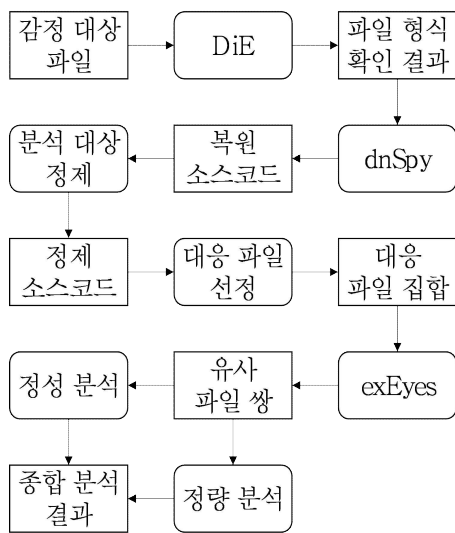 감정 대상
파일
DiE
파일 형식
확인 결과
분석 대상
정제
복원
소스코드
dnSpy
정제
소스코드
대응 파일
선정
대응
파일 집합
정성 분석
유사
파일 쌍
exEyes
종합 분석
결과
정량 분석